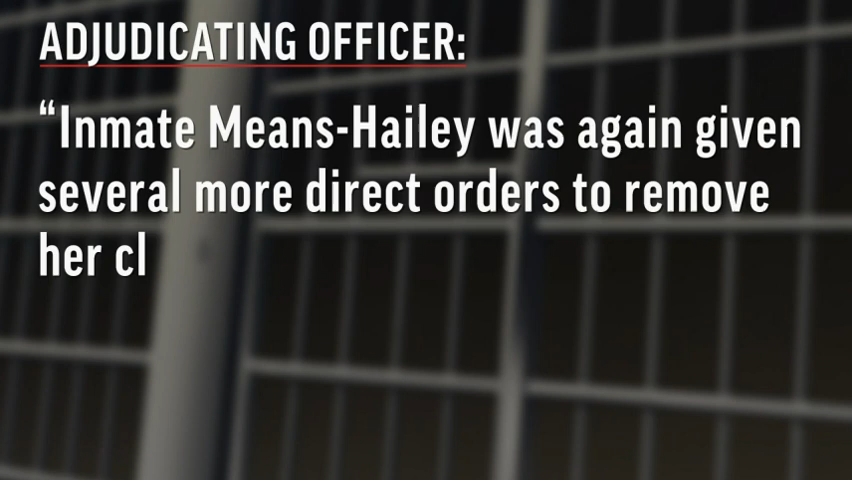 ADJUDICATING OFFICER:
“Inmate Means-Hailey was again given
several more direct orders to remove
her cl